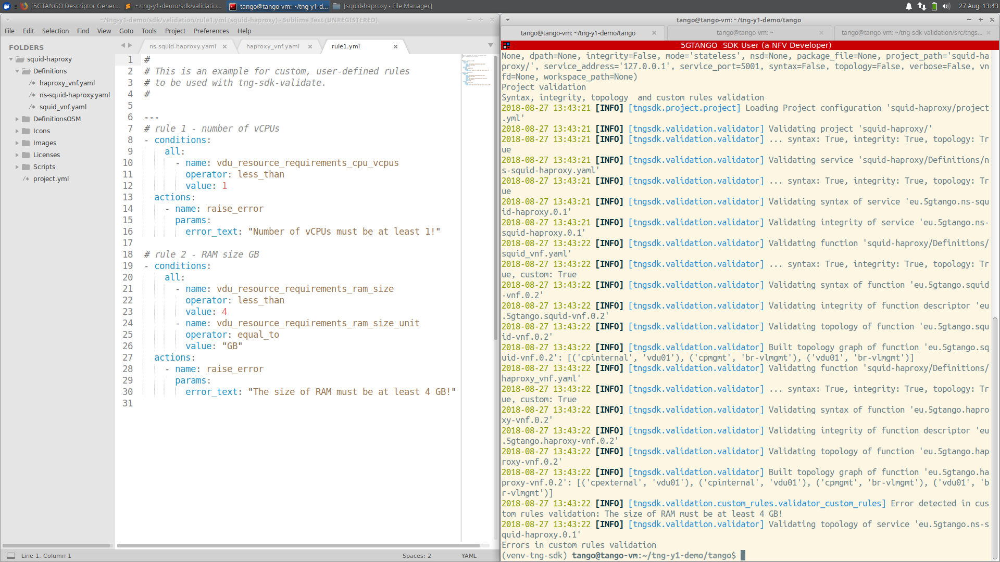 [5GTANGO Descriptor Gener...
~/tng-y1-demo/sdk/validatio...
tango@tango-vm: ~/tng-y1-d...
[squid-haproxy - File Manager]
27 Aug, 13:43
~/tng-y1-demo/sdk/validation/rule1.yml (squid-haproxy) - Sublime Text (UNREGISTERED)
File Edit Selection Find View Goto Tools Project Preferences Help
FOLDERS
squid-haproxy
Definitions
/* haproxy_vnf.yaml
/* ns-squid-haproxy.yaml
/* squid_vnf.yaml
DefinitionsOSM
Icons
Images
Licenses
Scripts
/* project.yml
ns-squid-haproxy.yaml
haproxy_vnf.yaml
rule1.yml
1 #
2 # This is an example for custom, user-defined rules
3 # to be used with tng-sdk-validate.
4 #
5
6 ---
7 # rule 1 - number of vCPUs
8 - conditions:
9 all:
10 - name: vdu_resource_requirements_cpu_vcpus
11 operator: less_than
12 value: 1
13 actions:
14 - name: raise_error
15 params:
16 error_text: "Number of vCPUs must be at least 1!"
17
18 # rule 2 - RAM size GB
19 - conditions:
20 all:
21 - name: vdu_resource_requirements_ram_size
22 operator: less_than
23 value: 4
24 - name: vdu_resource_requirements_ram_size_unit
25 operator: equal_to
26 value: "GB"
27 actions:
28 - name: raise_error
29 params:
30 error_text: "The size of RAM must be at least 4 GB!"
31
Line 1, Column 1
Spaces: 2
YAML
tango@tango-vm: ~/tng-y1-demo/tango
tango@tango-vm: ~/tng-y1-demo/tango
tango@tango-vm: ~
tango@tango-vm: ~/tng-sdk-validation/src/tngs...
5GTANGO SDK User (a NFV Developer)
None, dpath=None, integrity=False, mode='stateless', nsd=None, package_file=None, project_path='squid-ha
proxy/', service_address='127.0.0.1', service_port=5001, syntax=False, topology=False, verbose=False, vn
fd=None, workspace_path=None)
Project validation
Syntax, integrity, topology  and custom rules validation
2018-08-27 13:43:21 [INFO] [tngsdk.project.project] Loading Project configuration 'squid-haproxy/project
.yml'
2018-08-27 13:43:21 [INFO] [tngsdk.validation.validator] Validating project 'squid-haproxy/'
2018-08-27 13:43:21 [INFO] [tngsdk.validation.validator] ... syntax: True, integrity: True, topology: Tr
ue
2018-08-27 13:43:21 [INFO] [tngsdk.validation.validator] Validating service 'squid-haproxy/Definitions/n
s-squid-haproxy.yaml'
2018-08-27 13:43:21 [INFO] [tngsdk.validation.validator] ... syntax: True, integrity: True, topology: Tr
ue
2018-08-27 13:43:21 [INFO] [tngsdk.validation.validator] Validating syntax of service 'eu.5gtango.ns-squ
id-haproxy.0.1'
2018-08-27 13:43:21 [INFO] [tngsdk.validation.validator] Validating integrity of service 'eu.5gtango.ns-
squid-haproxy.0.1'
2018-08-27 13:43:22 [INFO] [tngsdk.validation.validator] Validating function 'squid-haproxy/Definitions/
squid_vnf.yaml'
2018-08-27 13:43:22 [INFO] [tngsdk.validation.validator] ... syntax: True, integrity: True, topology: Tr
ue, custom: True
2018-08-27 13:43:22 [INFO] [tngsdk.validation.validator] Validating syntax of function 'eu.5gtango.squid
-vnf.0.2'
2018-08-27 13:43:22 [INFO] [tngsdk.validation.validator] Validating integrity of function descriptor 'eu
.5gtango.squid-vnf.0.2'
2018-08-27 13:43:22 [INFO] [tngsdk.validation.validator] Validating topology of function 'eu.5gtango.squ
id-vnf.0.2'
2018-08-27 13:43:22 [INFO] [tngsdk.validation.validator] Built topology graph of function 'eu.5gtango.sq
uid-vnf.0.2': [('cpinternal', 'vdu01'), ('cpmgmt', 'br-vlmgmt'), ('vdu01', 'br-vlmgmt')]
2018-08-27 13:43:22 [INFO] [tngsdk.validation.validator] Validating function 'squid-haproxy/Definitions/
haproxy_vnf.yaml'
2018-08-27 13:43:22 [INFO] [tngsdk.validation.validator] ... syntax: True, integrity: True, topology: Tr
ue, custom: True
2018-08-27 13:43:22 [INFO] [tngsdk.validation.validator] Validating syntax of function 'eu.5gtango.hapro
xy-vnf.0.2'
2018-08-27 13:43:22 [INFO] [tngsdk.validation.validator] Validating integrity of function descriptor 'eu
.5gtango.haproxy-vnf.0.2'
2018-08-27 13:43:22 [INFO] [tngsdk.validation.validator] Validating topology of function 'eu.5gtango.hap
roxy-vnf.0.2'
2018-08-27 13:43:22 [INFO] [tngsdk.validation.validator] Built topology graph of function 'eu.5gtango.ha
proxy-vnf.0.2': [('cpexternal', 'vdu01'), ('cpinternal', 'vdu01'), ('cpmgmt', 'br-vlmgmt'), ('vdu01', 'b
r-vlmgmt')]
2018-08-27 13:43:22 [INFO] [tngsdk.validation.custom_rules.validator_custom_rules] Error detected in cus
tom rules validation: The size of RAM must be at least 4 GB!
2018-08-27 13:43:22 [INFO] [tngsdk.validation.validator] Validating topology of service 'eu.5gtango.ns-s
quid-haproxy.0.1'
Errors in custom rules validation
(venv-tng-sdk) tango@tango-vm:~/tng-y1-demo/tango$